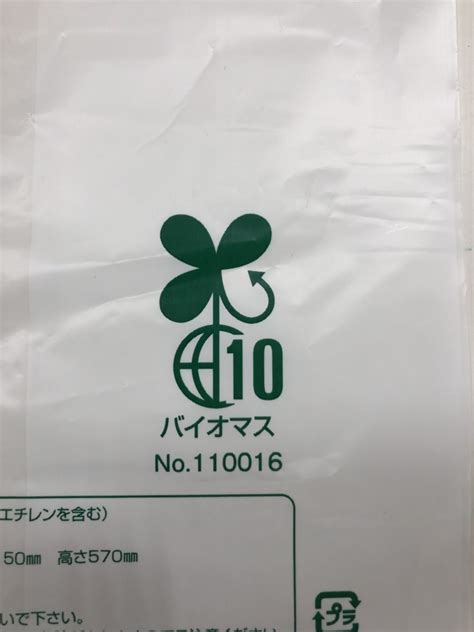 10
バイオマス
No.110016
エチレンを含む)
50㎜ 高さ570㎜
いで下さい。
プラ